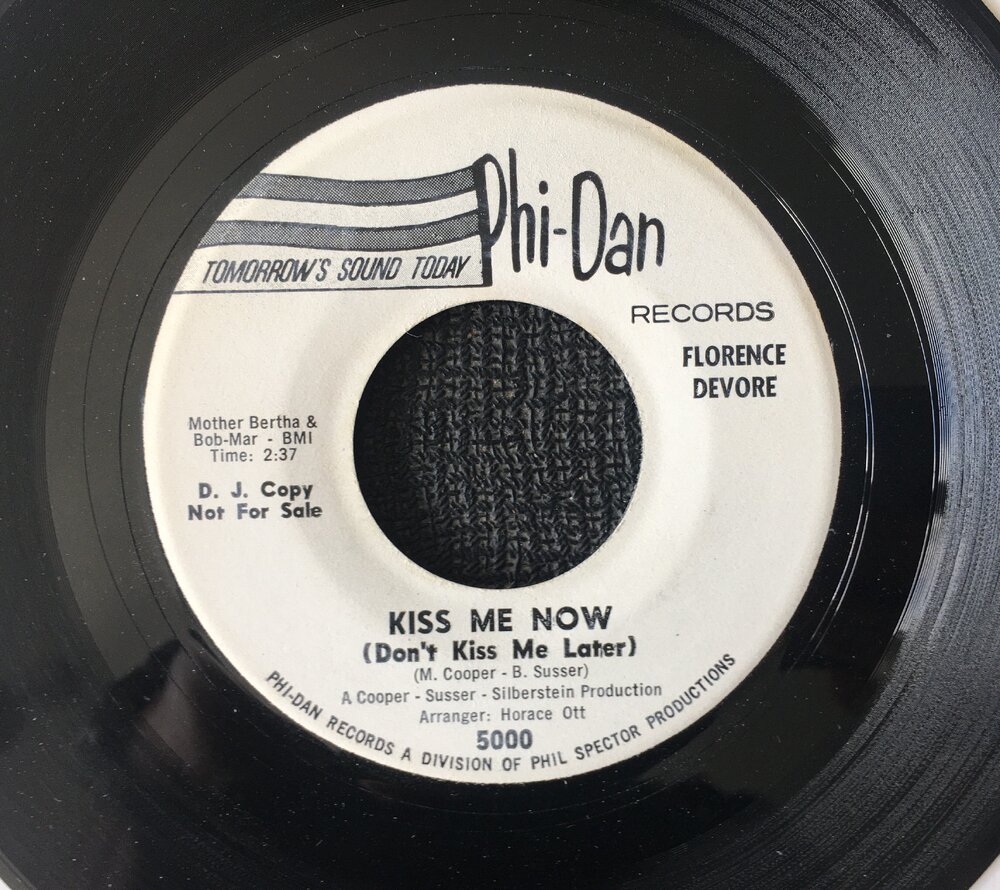 Phi-Dan
TOMORROW'S SOUND TODAY
RECORDS
FLORENCE
DEVORE
Mother Bertha &
Bob-Mar - BMI
Time: 2:37
D. J. Copy
Not For Sale
KISS ME NOW
(Don't Kiss Me Later)
(M. Cooper - B. Susser)
A Cooper - Susser - Silberstein Production
Arranger: Horace Ott
5000
PHI-DAN RECORDS A DIVISION OF PHIL SPECTOR PRODUCTIONS